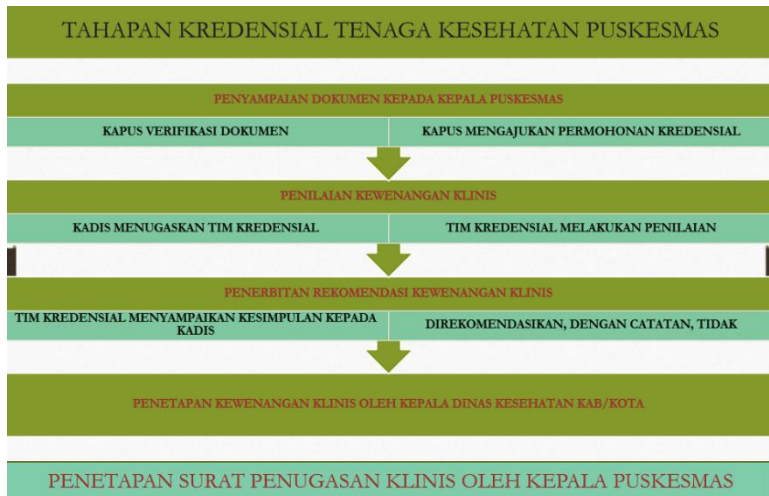 TAHAPAN KREDENSIAL TENAGA KESEHATAN PUSKESMAS
PENYAMPAIAN DOKUMEN KEPADA KEPALA PUSKESMAS
KAPUS VERIFIKASI DOKUMEN
KAPUS MENGAJUKAN PERMOHONAN KREDENSIAL
PENILAIAN KEWENANGAN KLINIS
KADIS MENUGASKAN TIM KREDENSIAL
TIM KREDENSIAL MELAKUKAN PENILAIAN
PENERBITAN REKOMENDASI KEWENANGAN KLINIS
TIM KREDENSIAL MENYAMPAIKAN KESIMPULAN KEPADA
KADIS
DIREKOMENDASIKAN, DENGAN CATATAN, TIDAK
PENETAPAN KEWENANGAN KLINIS OLEH KEPALA DINAS KESEHATAN KAB/KOTA
PENETAPAN SURAT PENUGASAN KLINIS OLEH KEPALA PUSKESMAS